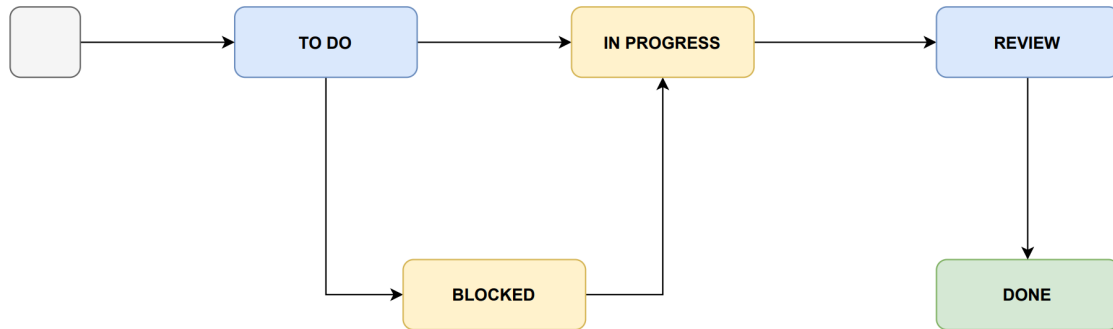 TO DO
IN PROGRESS
REVIEW
BLOCKED
DONE